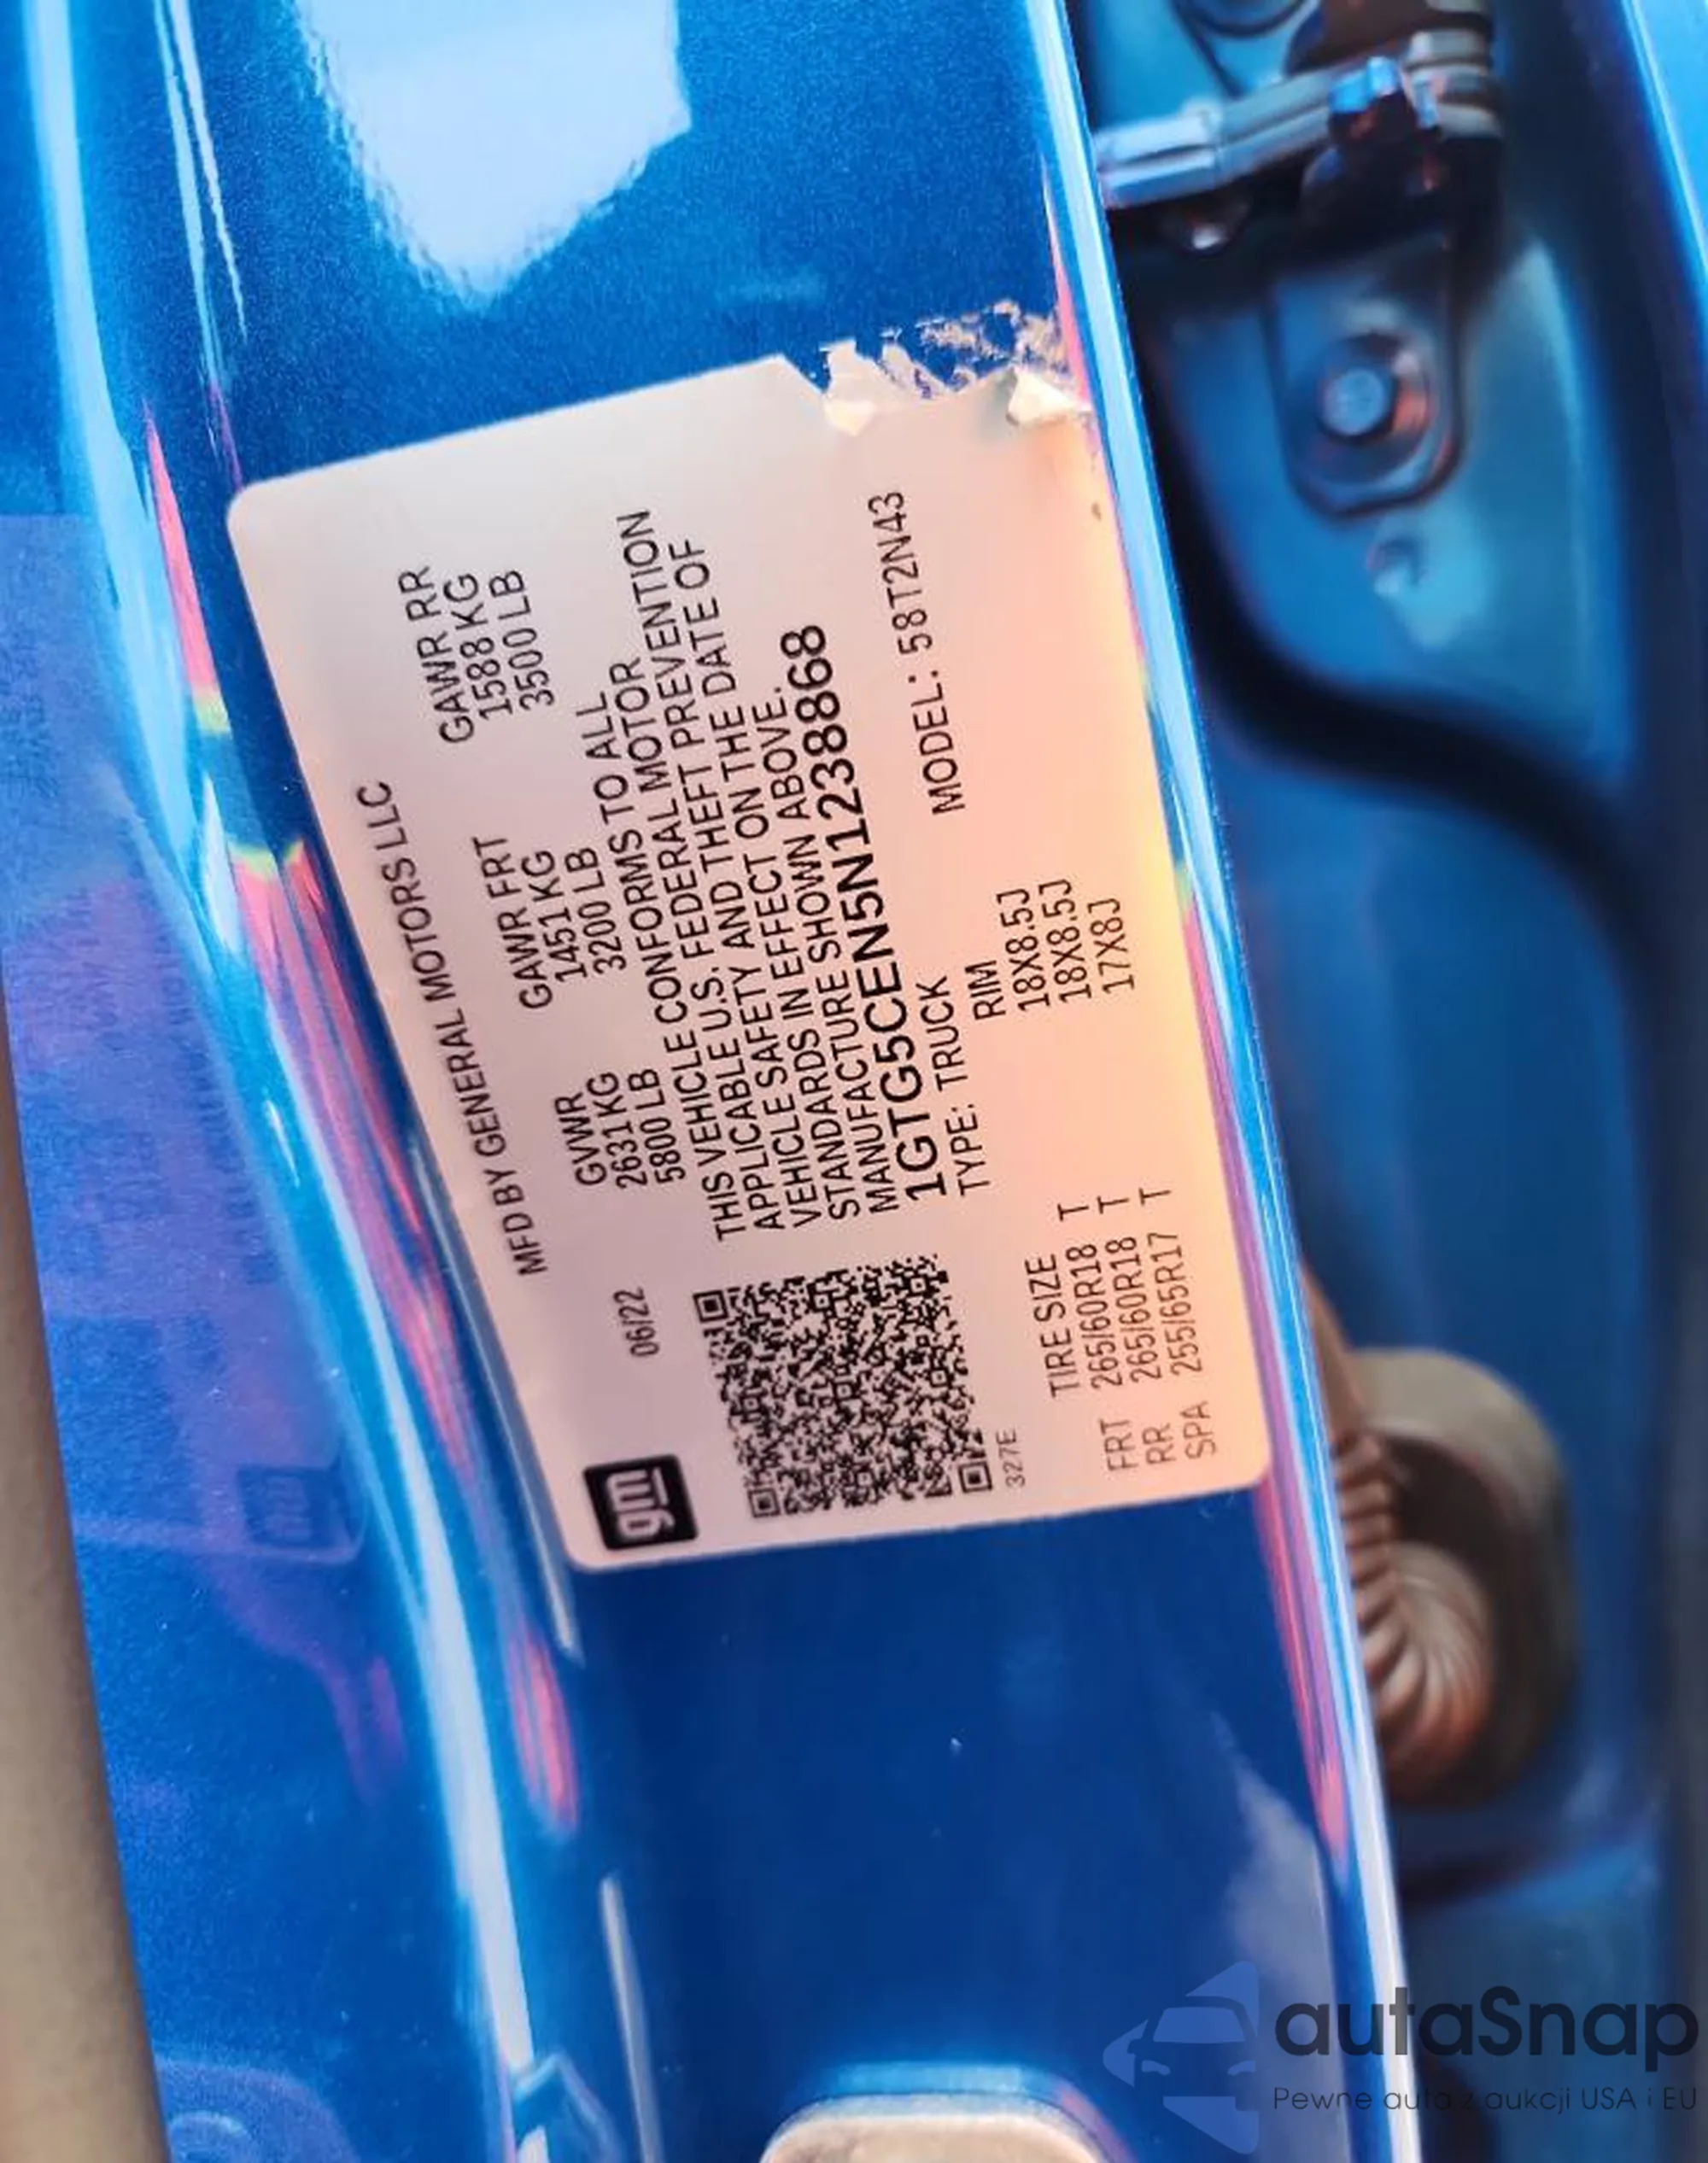 MFD BY GENERAL MOTORS LLC
gm
06/22
GVWR GAWR FRT GAWR RR
2631 KG 1451 KG 1588 KG
5800 LB 3200 LB 3500 LB
THIS VEHICLE CONFORMS TO ALL
APPLICABLE U.S. FEDERAL MOTOR
VEHICLE SAFETY AND THEFT PREVENTION
STANDARDS IN EFFECT ON THE DATE OF
MANUFACTURE SHOWN ABOVE.
1GTG5CEN5N1238868
TYPE: TRUCK MODEL: 58T2N43
327E
TIRE SIZE RIM
FRT 265/60R18 T 18X8.5J
RR 265/60R18 T 18X8.5J
SPA 255/65R17 T 17X8J
autaSnap
Pewne auta z aukcji USA i EU